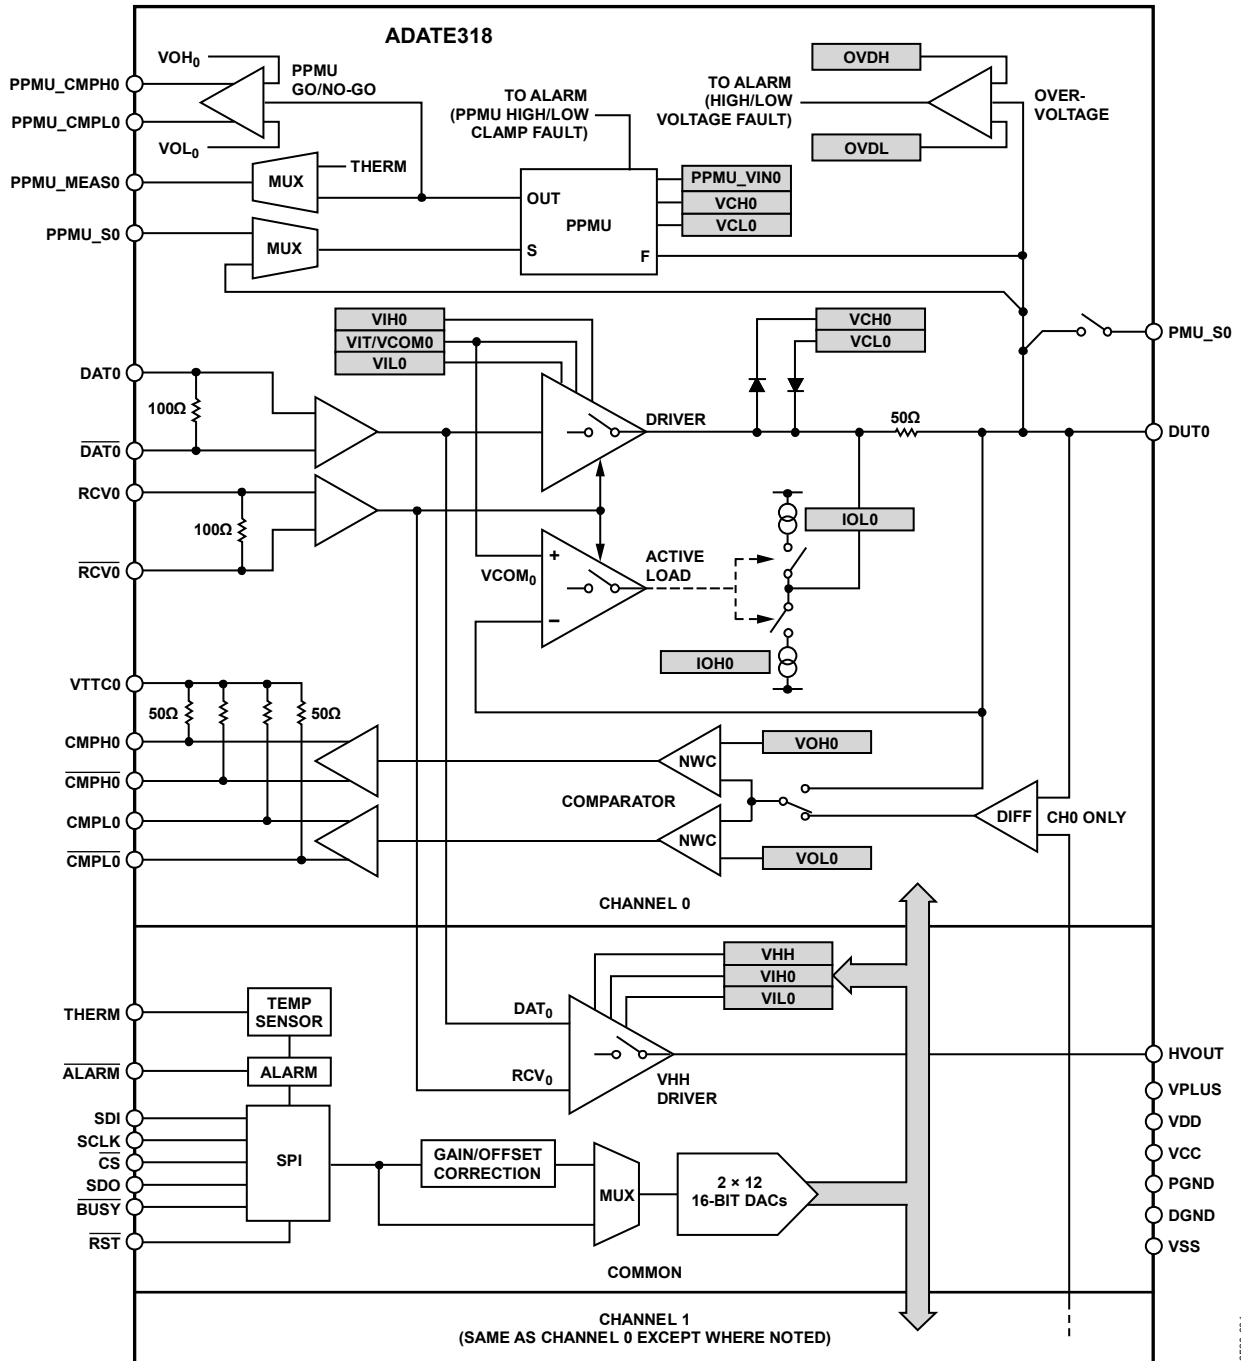 ADATE318
VOH0
PPMU_CMPH0
PPMU
GO/NO-GO
PPMU_CMPL0
VOL0
TO ALARM
(PPMU HIGH/LOW
CLAMP FAULT)
TO ALARM
(HIGH/LOW
VOLTAGE FAULT)
OVDH
OVER-
VOLTAGE
OVDL
PPMU_MEAS0
MUX
THERM
PPMU_S0
MUX
OUT
PPMU
S
F
PPMU_VIN0
VCH0
VCL0
VIH0
VIT/VCOM0
VIL0
VCH0
VCL0
PMU_S0
DAT0
100Ω
DAT0
DRIVER
50Ω
DUT0
RCV0
100Ω
RCV0
VCOM0
+
–
ACTIVE
LOAD
IOL0
IOH0
VTTC0
50Ω
50Ω
CMPH0
CMPH0
CMPL0
CMPL0
COMPARATOR
NWC
NWC
VOH0
VOL0
DIFF
CH0 ONLY
CHANNEL 0
VHH
VIH0
VIL0
THERM
TEMP
SENSOR
DAT0
ALARM
ALARM
RCV0
VHH
DRIVER
HVOUT
VPLUS
VDD
VCC
PGND
DGND
VSS
SDI
SCLK
CS
SDO
BUSY
RST
SPI
GAIN/OFFSET
CORRECTION
MUX
2 × 12
16-BIT DACs
COMMON
CHANNEL 1
(SAME AS CHANNEL 0 EXCEPT WHERE NOTED)